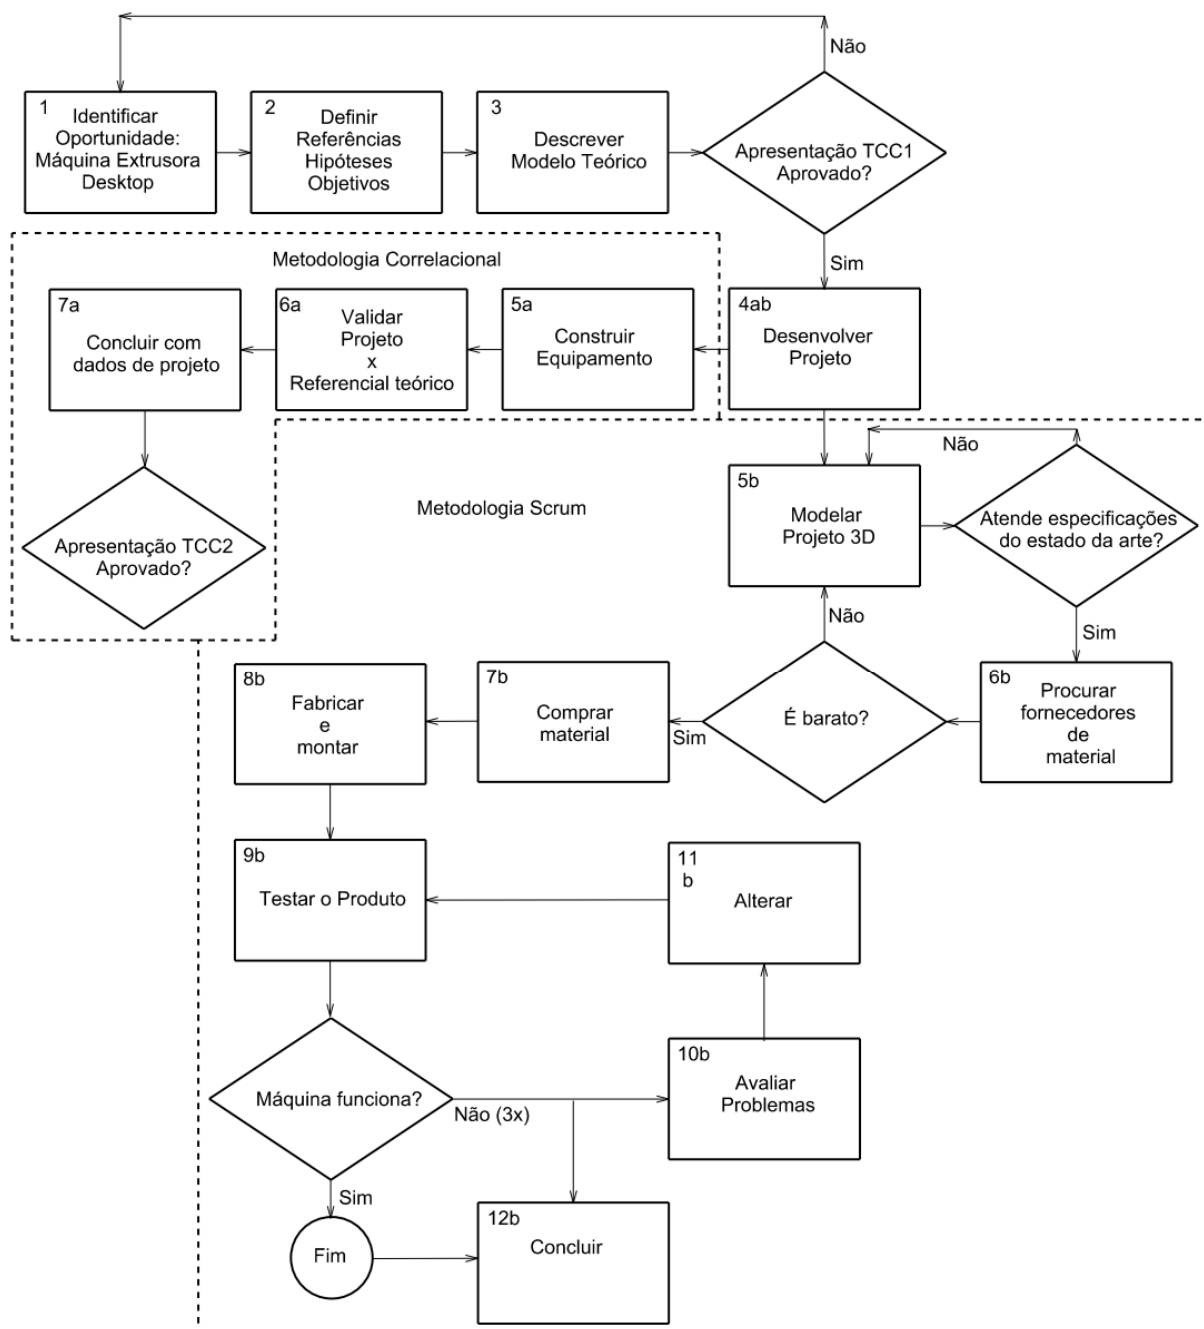 Não
1
Identificar
Oportunidade:
Máquina Extrusora
Desktop
2
Definir
Referências
Hipóteses
Objetivos
3
Descrever
Modelo Teórico
Apresentação TCC1
Aprovado?
Sim
Metodologia Correlacional
7a
Concluir com
dados de projeto
6a
Validar
Projeto
x
Referencial teórico
5a
Construir
Equipamento
4ab
Desenvolver
Projeto
Apresentação TCC2
Aprovado?
Metodologia Scrum
5b
Modelar
Projeto 3D
Não
Atende especificações
do estado da arte?
Não
Sim
8b
Fabricar
e
montar
7b
Comprar
material
Sim
É barato?
6b
Procurar
fornecedores
de
material
9b
Testar o Produto
11
b
Alterar
Máquina funciona?
Não (3x)
10b
Avaliar
Problemas
Sim
Fim
12b
Concluir